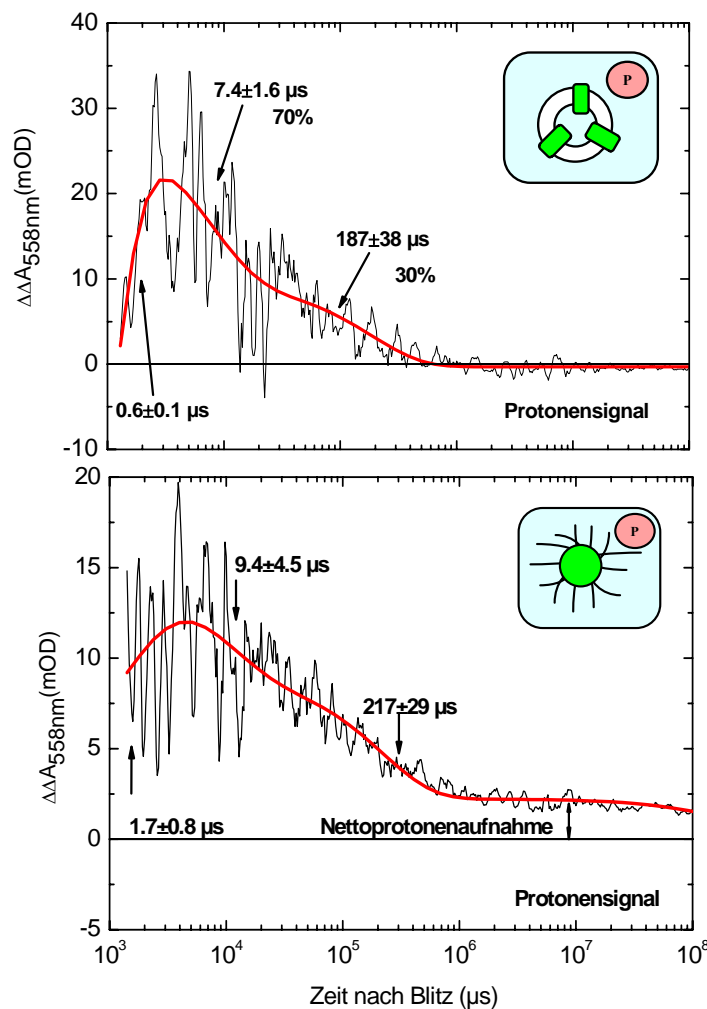 40
30
20
10
0
-10
ΔΔA558nm(mOD)
7.4±1.6 µs
70%
P
187±38 µs
30%
0.6±0.1 µs
Protonensignal
20
15
10
5
0
-5
ΔΔA558nm(mOD)
9.4±4.5 µs
P
217±29 µs
1.7±0.8 µs
Nettoprotonenaufnahme
Protonensignal
10³ 10⁴ 10⁵ 10⁶ 10⁷ 10⁸
Zeit nach Blitz (µs)